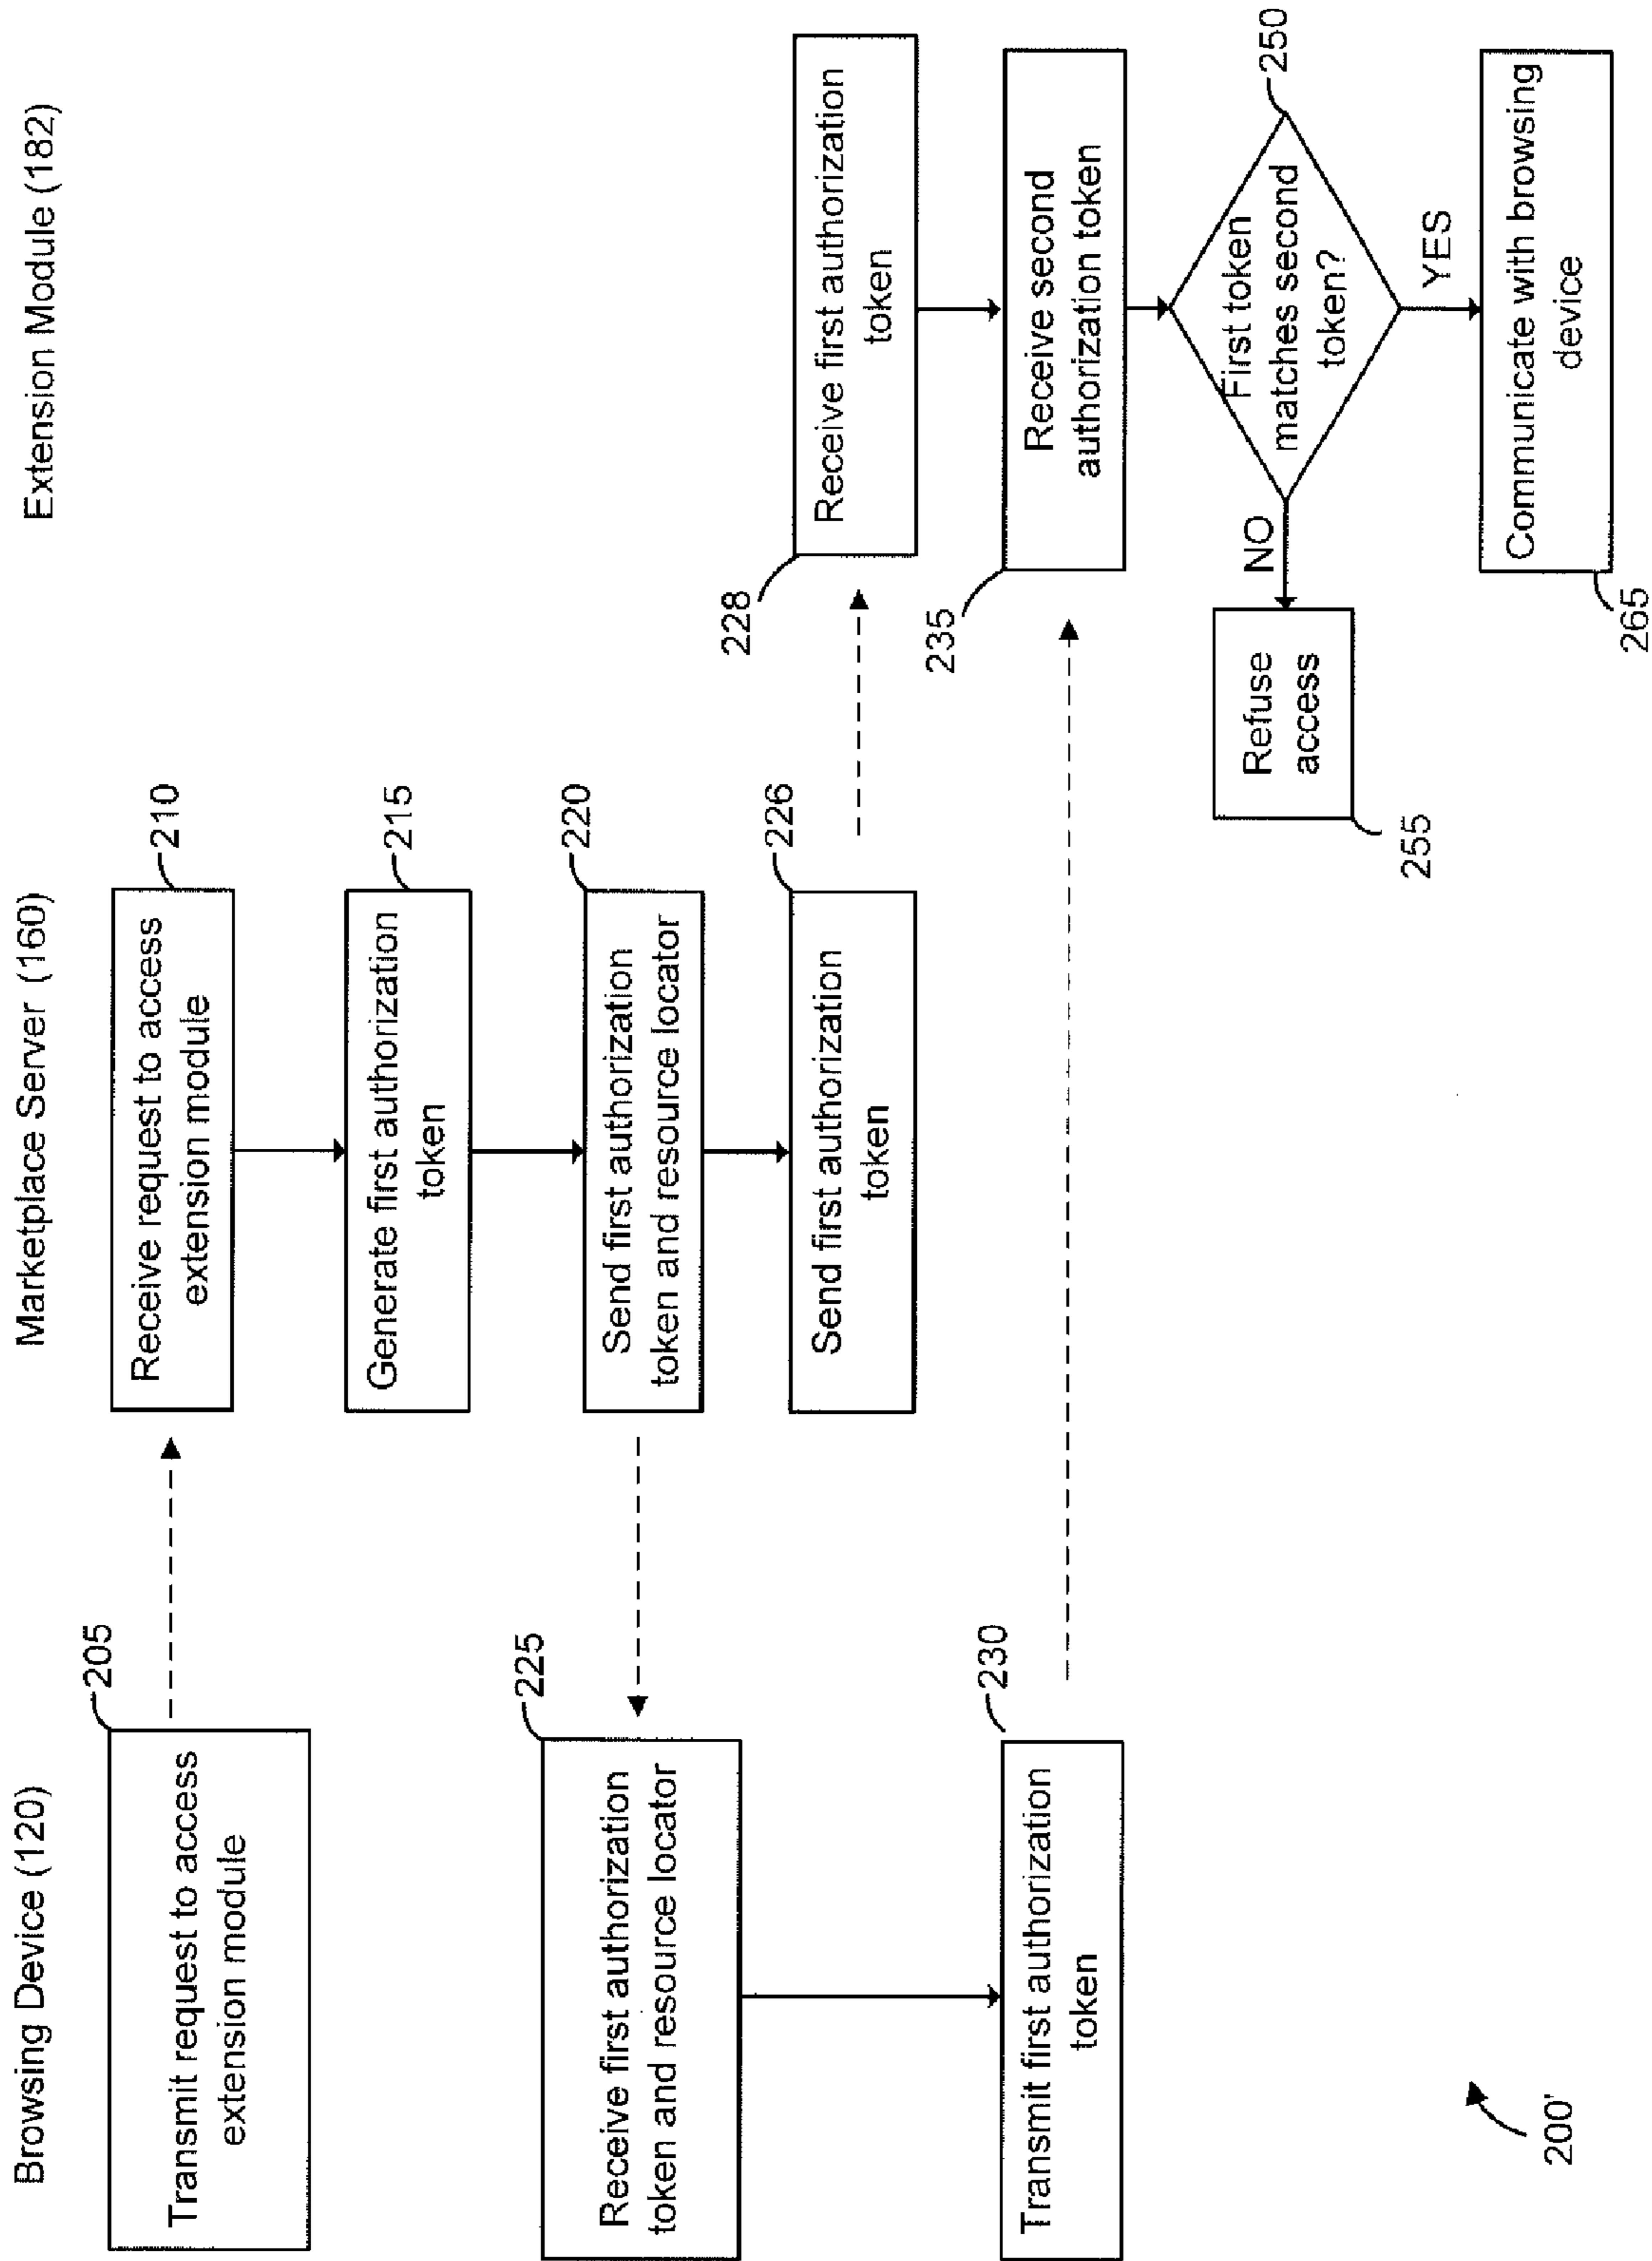 Browsing Device (120)
Marketplace Server (160)
Extension Module (182)
205
Transmit request to access
extension module
210
Receive request to access
extension module
215
Generate first authorization
token
220
Send first authorization
token and resource locator
225
Receive first authorization
token and resource locator
226
Send first authorization
token
228
Receive first authorization
token
230
Transmit first authorization
token
235
Receive second
authorization token
250
First token
matches second
token?
NO
YES
Refuse
access
255
Communicate with browsing
device
265
200'